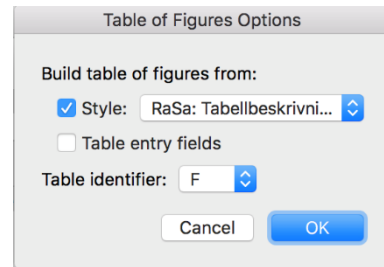 Table of Figures Options
Build table of figures from:
Style: RaSa: Tabellbeskrivni...
Table entry fields
Table identifier: F
Cancel OK